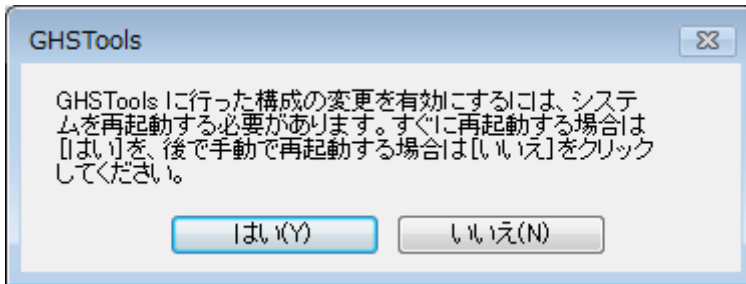 GHSTools
GHSTools に行った構成の変更を有効にするには、システ
ムを再起動する必要があります。すぐに再起動する場合は
[はい]を、後で手動で再起動する場合は[いいえ]をクリック
してください。
はい(Y)
いいえ(N)